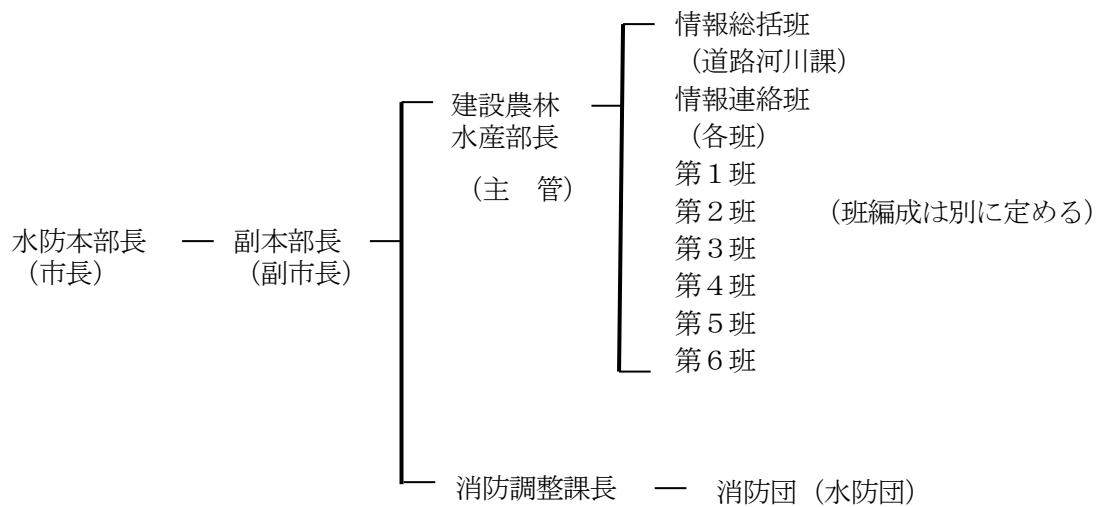 情報総括班
（道路河川課）
建設農林
水産部長
（主　管）
情報連絡班
（各班）
第１班
第２班
（班編成は別に定める）
第３班
第４班
第５班
第６班
水防本部長
（市長）
副本部長
（副市長）
消防調整課長
消防団（水防団）